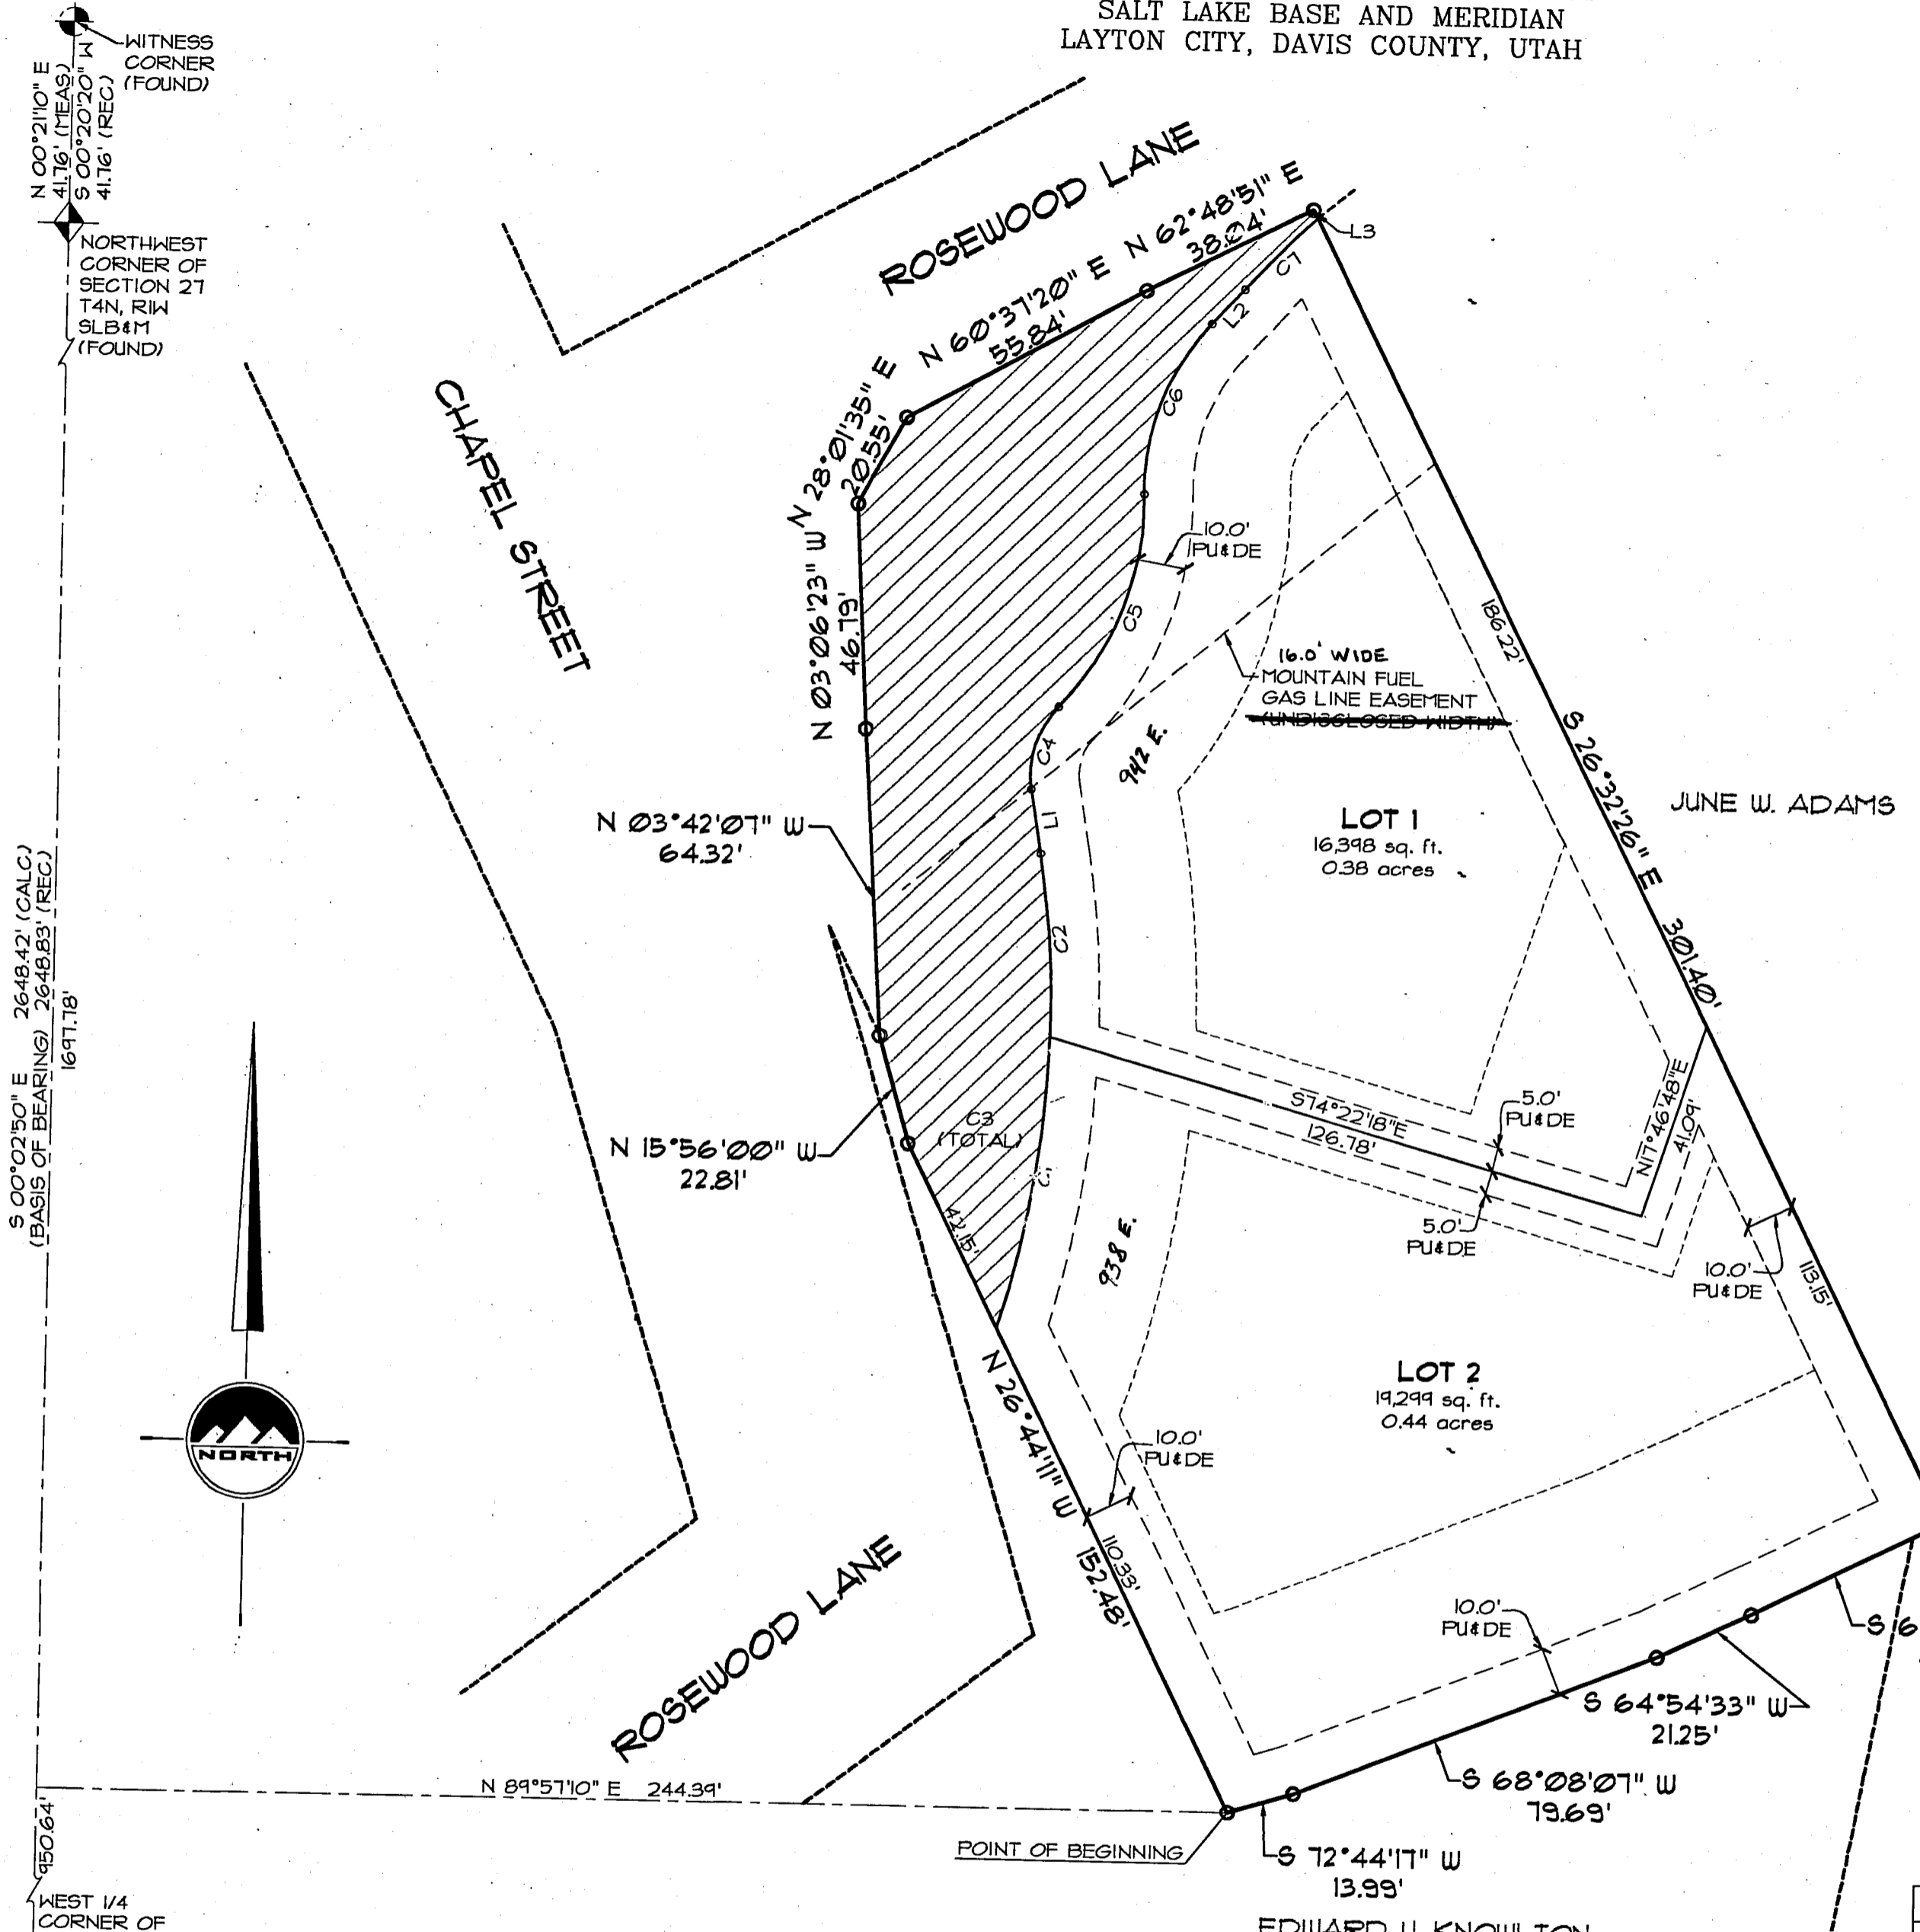 SALT LAKE BASE AND MERIDIAN
LAYTON CITY, DAVIS COUNTY, UTAH
WITNESS
CORNER
(FOUND)
N 00°21'10" E
41.76' (MEAS)
S 00°20'20" W
41.76' (REC)
NORTHWEST
CORNER OF
SECTION 27
T4N, R1W
SLB&M
(FOUND)
ROSEWOOD LANE
N 62°48'51" E
38.04'
L3
C7
L2
N 60°37'20" E
55.84'
N 28°01'35" E
20.55'
C6
CHAPEL STREET
10.0'
PU&DE
N 03°06'23" W
46.79'
C5
186.22'
16.0' WIDE
MOUNTAIN FUEL
GAS LINE EASEMENT
(UNDISCLOSED WIDTH)
942 E.
C4
S 26°32'26" E
301.40'
JUNE W. ADAMS
N 03°42'07" W
64.32'
L1
LOT 1
16,398 sq. ft.
0.38 acres
C2
S 00°02'50" E 2648.42' (CALC)
(BASIS OF BEARING) 2648.83' (REC)
1697.78'
S74°22'18"E
126.78'
5.0'
PU&DE
N17°46'48"E
41.09'
C3
(TOTAL)
N 15°56'00" W
22.81'
C1
42.15'
5.0'
PU&DE
938 E.
10.0'
PU&DE
113.15'
LOT 2
19,299 sq. ft.
0.44 acres
N 26°44'11" W
152.48'
10.0'
PU&DE
110.33'
NORTH
ROSEWOOD LANE
10.0'
PU&DE
S 6
S 64°54'33" W
21.25'
N 89°57'10" E 244.39'
S 68°08'07" W
79.69'
POINT OF BEGINNING
S 72°44'17" W
13.99'
950.64'
WEST 1/4
CORNER OF
EDWARD H. KNOWLTON